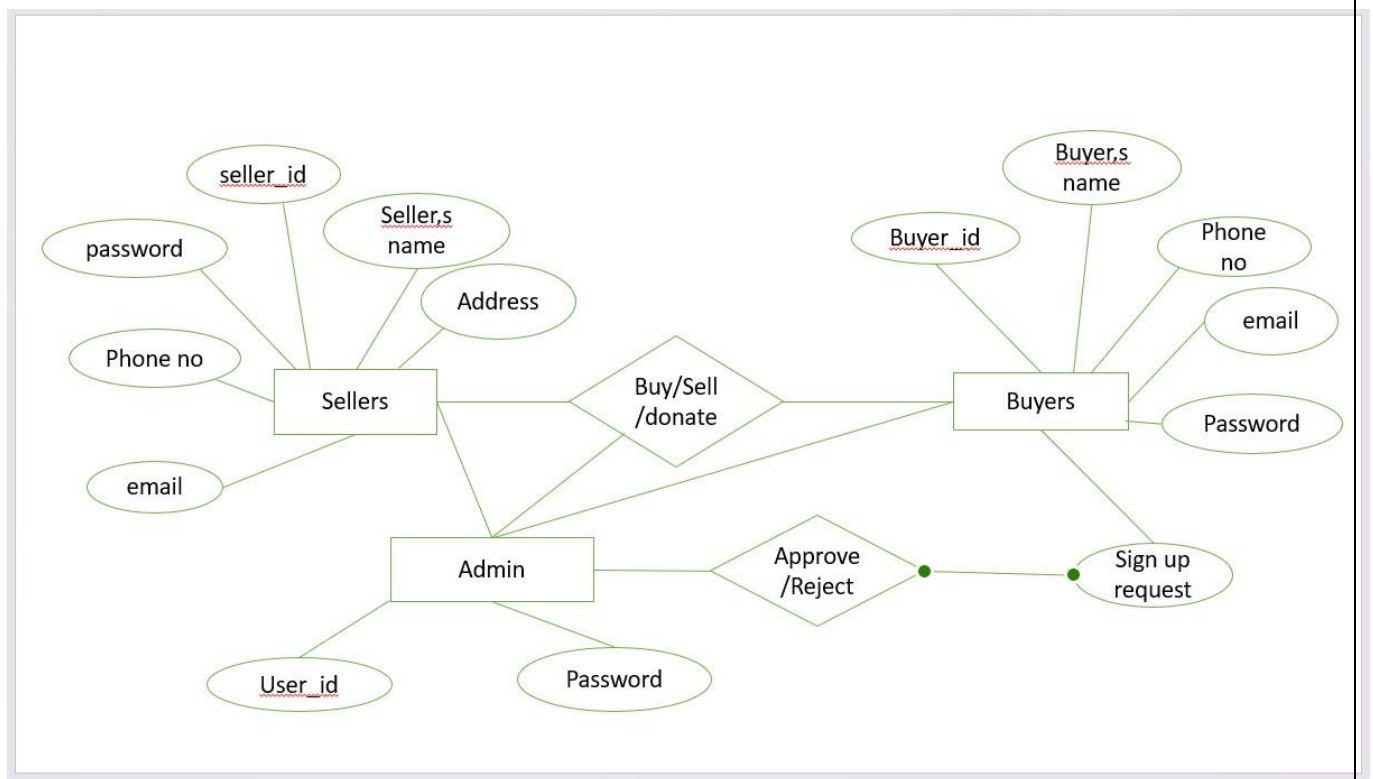 seller_id
Seller,s
name
password
Address
Phone no
Sellers
email
Buy/Sell
/donate
Buyer,s
name
Buyer_id
Phone
no
email
Buyers
Password
Admin
Approve
/Reject
Sign up
request
User_id
Password